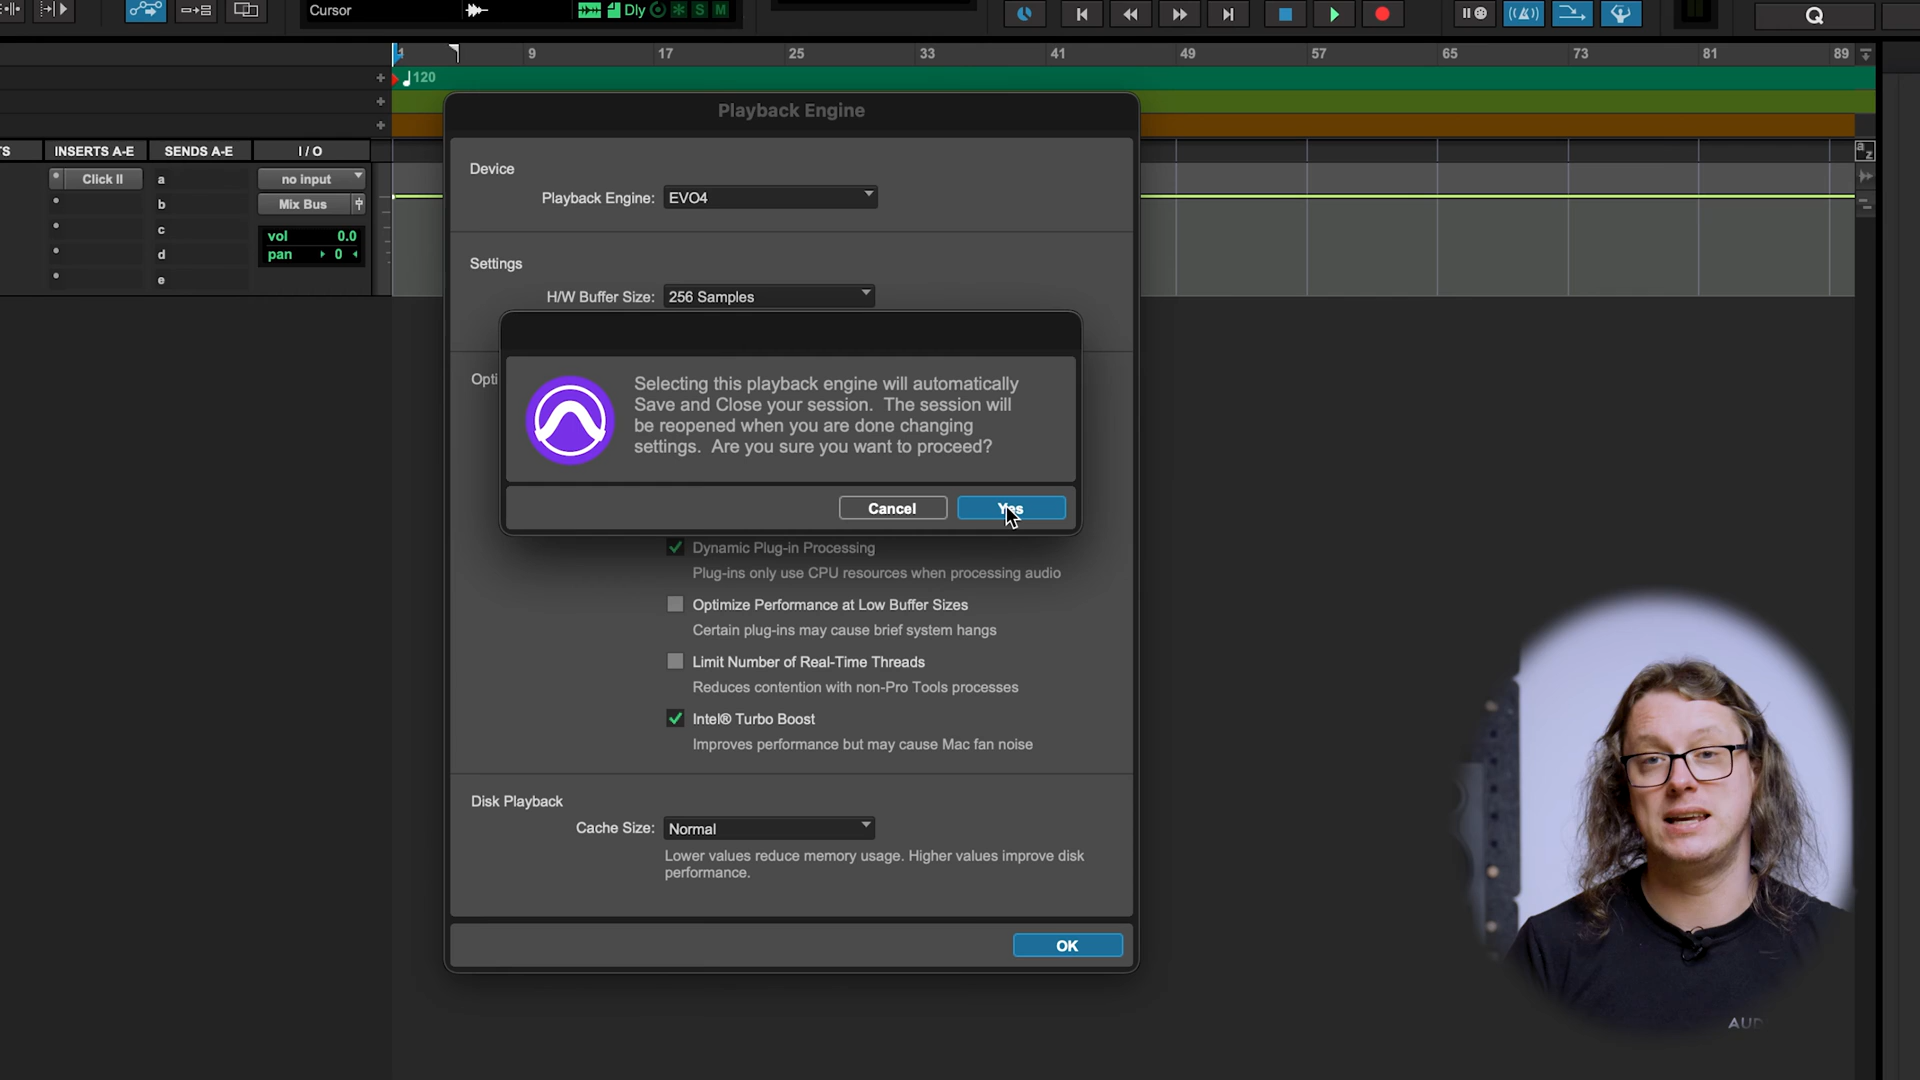 Cursor
Dly
S M
Q
1 9 17 25 33 41 49 57 65 73 81 89
120
Playback Engine
S INSERTS A-E SENDS A-E I / O
Click II a no input
b Mix Bus
c
vol 0.0
d pan 0
e
a z
Device
Playback Engine: EVO4
Settings
H/W Buffer Size: 256 Samples
Opti
Selecting this playback engine will automatically
Save and Close your session. The session will
be reopened when you are done changing
settings. Are you sure you want to proceed?
Cancel Yes
Dynamic Plug-in Processing
Plug-ins only use CPU resources when processing audio
Optimize Performance at Low Buffer Sizes
Certain plug-ins may cause brief system hangs
Limit Number of Real-Time Threads
Reduces contention with non-Pro Tools processes
Intel® Turbo Boost
Improves performance but may cause Mac fan noise
Disk Playback
Cache Size: Normal
Lower values reduce memory usage. Higher values improve disk
performance.
OK
AUD